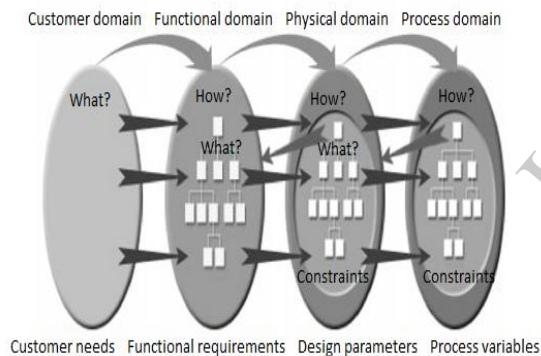 Customer domain Functional domain Physical domain Process domain
What? How? How? How?
What? What?
Constraints Constraints
Customer needs Functional requirements Design parameters Process variables